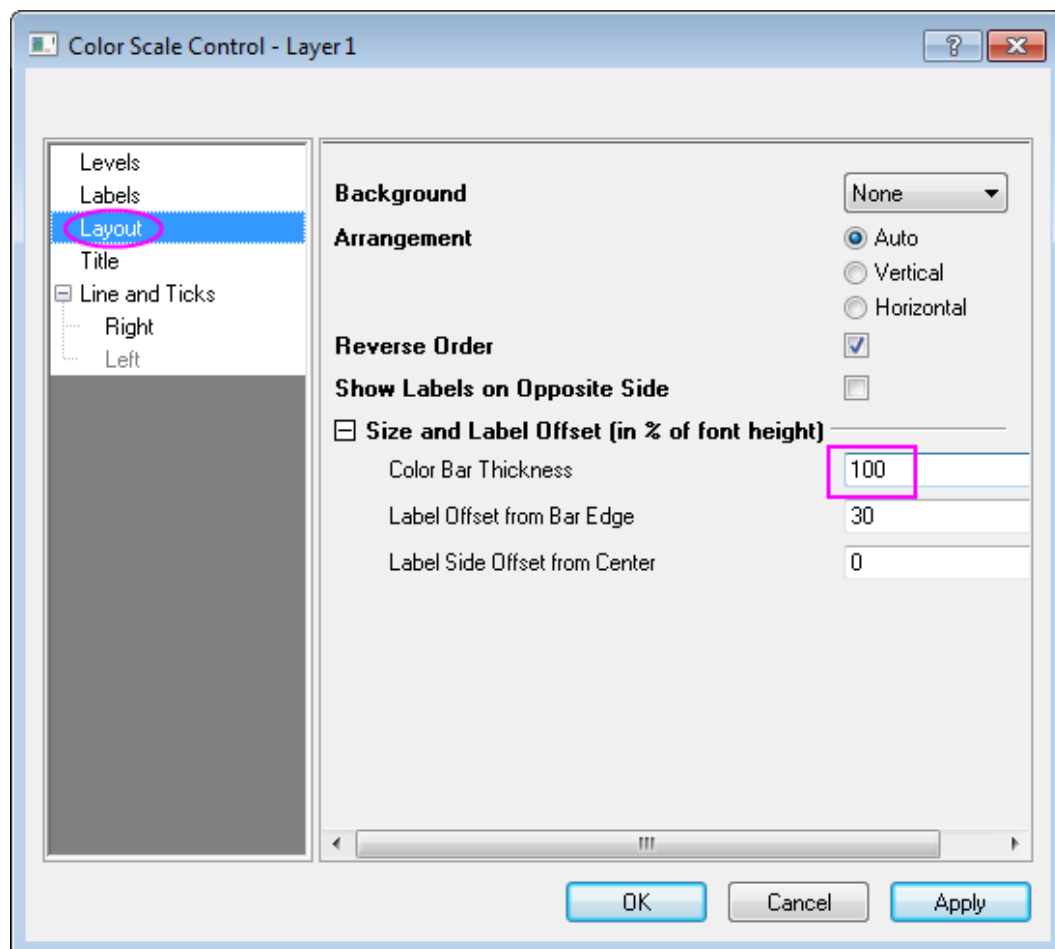 Color Scale Control - Layer 1
Levels
Labels
Layout
Title
Line and Ticks
Right
Left
Background None
Arrangement Auto
Vertical
Horizontal
Reverse Order
Show Labels on Opposite Side
Size and Label Offset (in % of font height)
Color Bar Thickness 100
Label Offset from Bar Edge 30
Label Side Offset from Center 0
OK Cancel Apply